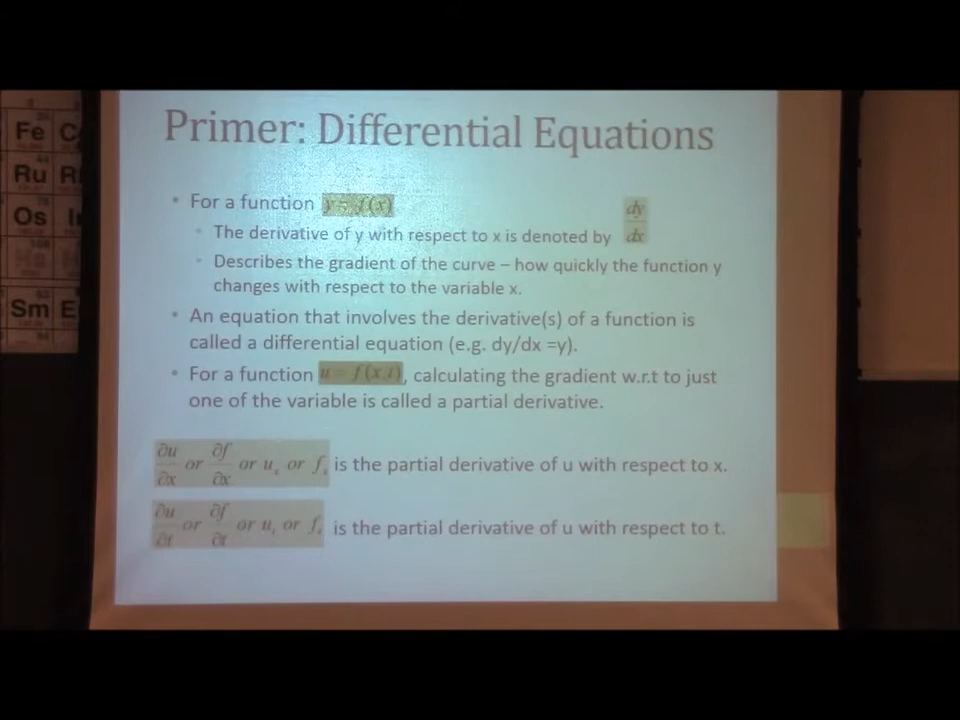 Primer: Differential Equations
For a function y = f(x)
The derivative of y with respect to x is denoted by dy/dx
Describes the gradient of the curve – how quickly the function y
changes with respect to the variable x.
An equation that involves the derivative(s) of a function is
called a differential equation (e.g. dy/dx =y).
For a function u = f(x,t), calculating the gradient w.r.t to just
one of the variable is called a partial derivative.
∂u/∂x or ∂f/∂x or uₓ or fₓ is the partial derivative of u with respect to x.
∂u/∂t or ∂f/∂t or uₜ or fₜ is the partial derivative of u with respect to t.
Fe
Ru
Os
Sm